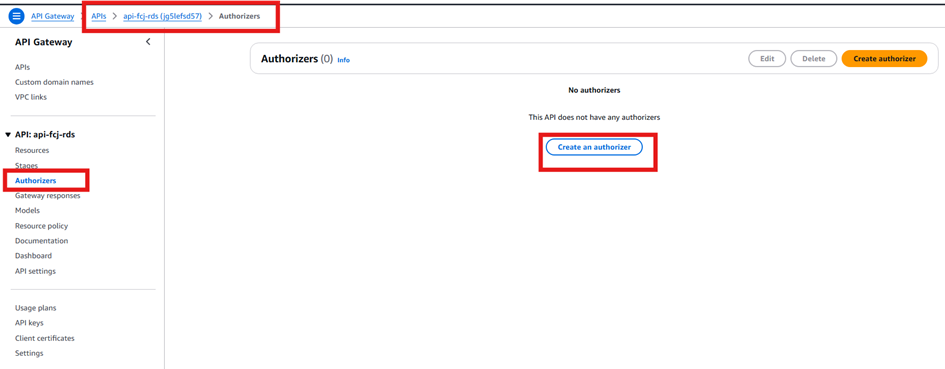 API Gateway > APIs > api-fcj-rds (jg5lefsd57) > Authorizers
API Gateway
APIs
Custom domain names
VPC links
API: api-fcj-rds
Resources
Stages
Authorizers
Gateway responses
Models
Resource policy
Documentation
Dashboard
API settings
Usage plans
API keys
Client certificates
Settings
Authorizers (0) Info
Edit
Delete
Create authorizer
No authorizers
This API does not have any authorizers
Create an authorizer